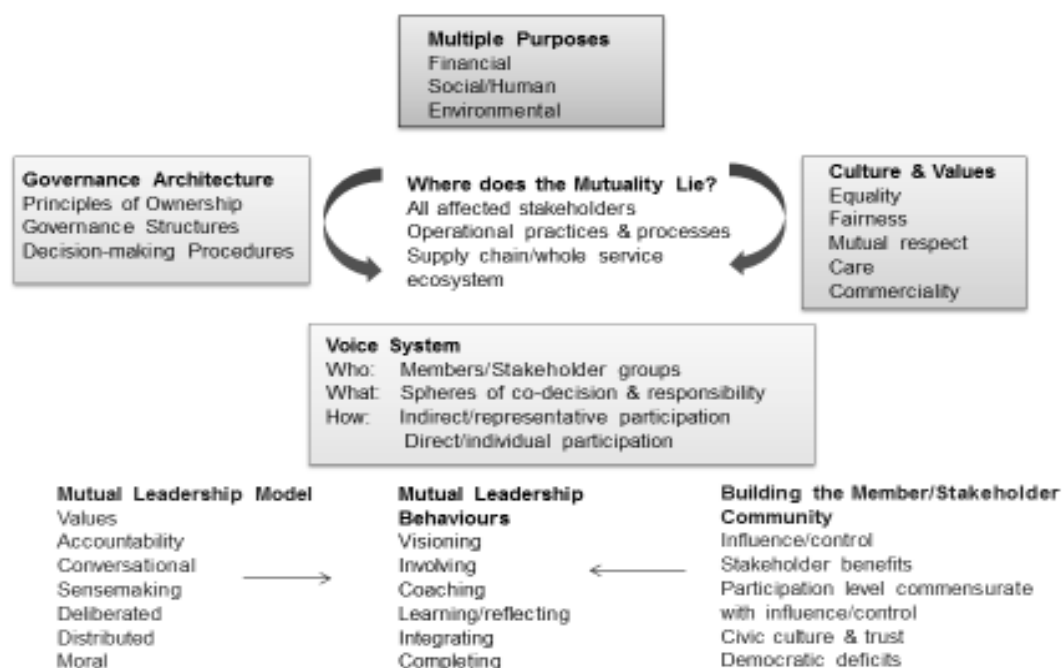 Multiple Purposes
Financial
Social/Human
Environmental
Governance Architecture
Principles of Ownership
Governance Structures
Decision-making Procedures
Where does the Mutuality Lie?
All affected stakeholders
Operational practices & processes
Supply chain/whole service
ecosystem
Culture & Values
Equality
Fairness
Mutual respect
Care
Commerciality
Voice System
Who: Members/Stakeholder groups
What: Spheres of co-decision & responsibility
How: Indirect/representative participation
Direct/individual participation
Mutual Leadership Model
Values
Accountability
Conversational
Sensemaking
Deliberated
Distributed
Moral
Mutual Leadership
Behaviours
Visioning
Involving
Coaching
Learning/reflecting
Integrating
Completing
Building the Member/Stakeholder
Community
Influence/control
Stakeholder benefits
Participation level commensurate
with influence/control
Civic culture & trust
Democratic deficits